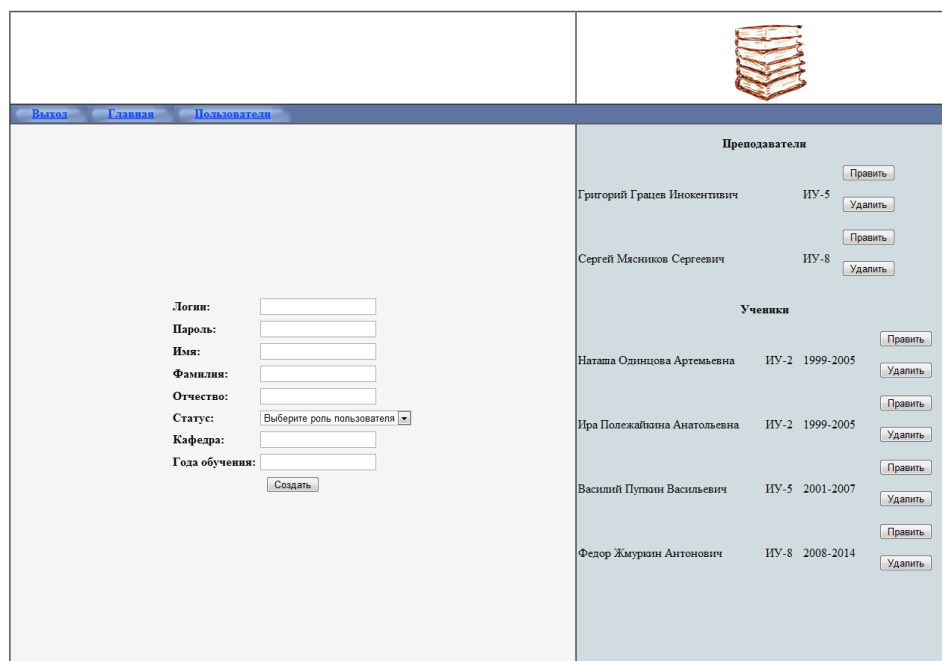 Выход Главная Пользователи
Логин:
Пароль:
Имя:
Фамилия:
Отчество:
Статус: Выберите роль пользователя
Кафедра:
Года обучения:
Создать
Преподаватели
Править
Григорий Грацев Инокентивич ИУ-5
Удалить
Править
Сергей Мясников Сергеевич ИУ-8
Удалить
Ученики
Править
Наташа Одинцова Артемьевна ИУ-2 1999-2005
Удалить
Править
Ира Полежайкина Анатольевна ИУ-2 1999-2005
Удалить
Править
Василий Пупкин Васильевич ИУ-5 2001-2007
Удалить
Править
Федор Жмуркин Антонович ИУ-8 2008-2014
Удалить